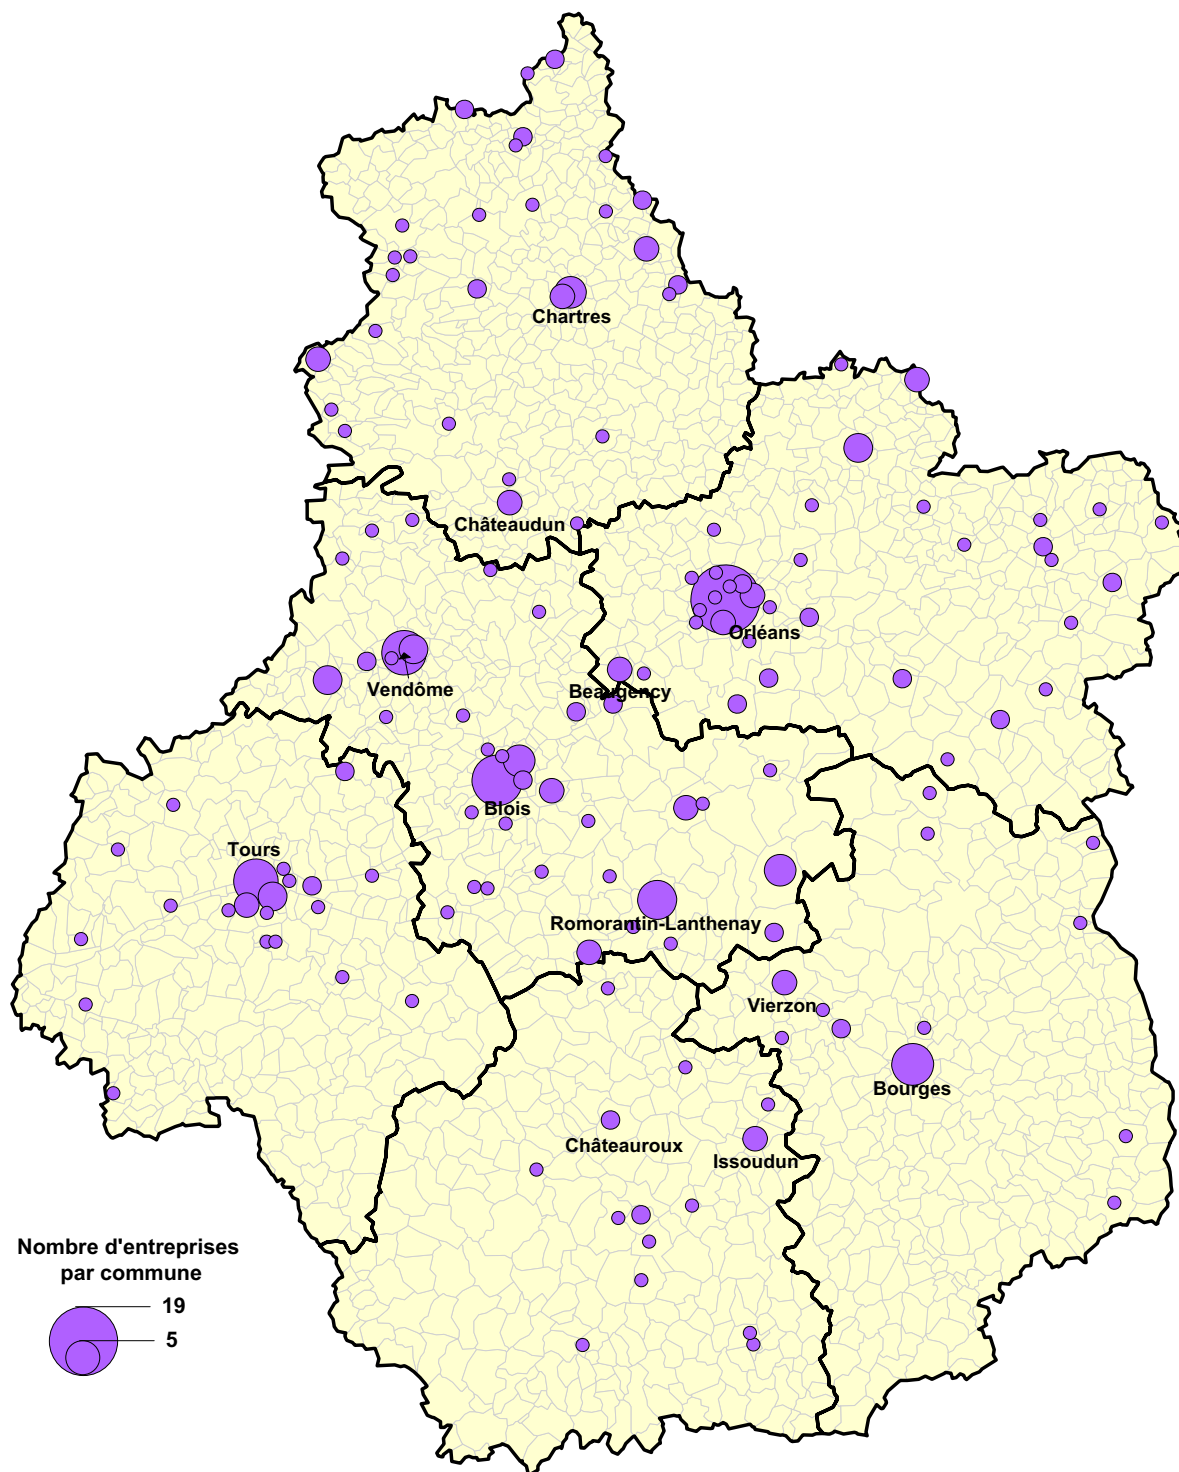 Chartres
Châteaudun
Orléans
Vendôme
Beaugency
Blois
Tours
Romorantin-Lanthenay
Vierzon
Bourges
Châteauroux
Issoudun
Nombre d'entreprises
par commune
19
5